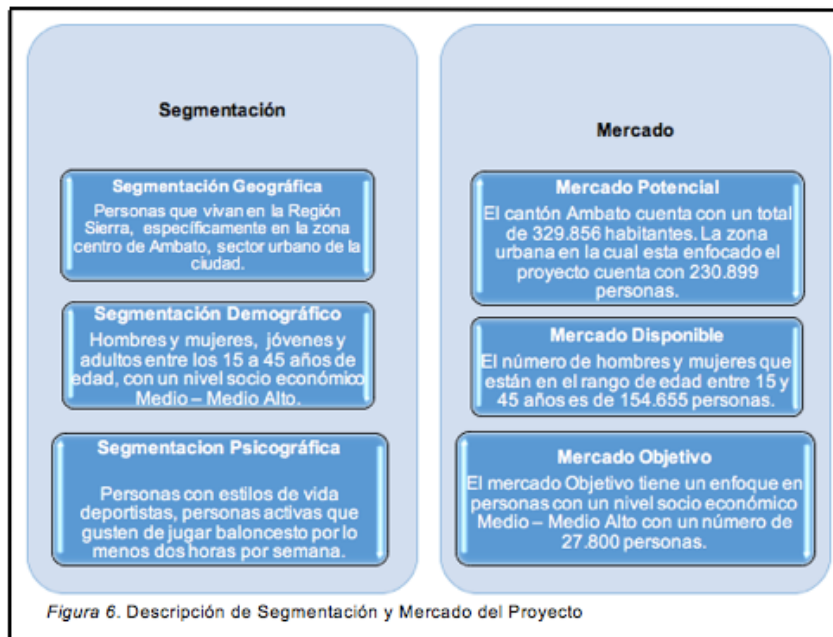 Segmentación
Segmentación Geográfica
Personas que vivan en la Región
Sierra, específicamente en la zona
centro de Ambato, sector urbano de la
ciudad.
Segmentación Demográfico
Hombres y mujeres, jóvenes y
adultos entre los 15 a 45 años de
edad, con un nivel socio económico
Medio – Medio Alto.
Segmentacion Psicográfica
Personas con estilos de vida
deportistas, personas activas que
gusten de jugar baloncesto por lo
menos dos horas por semana.
Mercado
Mercado Potencial
El cantón Ambato cuenta con un total
de 329.856 habitantes. La zona
urbana en la cual esta enfocado el
proyecto cuenta con 230.899
personas.
Mercado Disponible
El número de hombres y mujeres que
están en el rango de edad entre 15 y
45 años es de 154.655 personas.
Mercado Objetivo
El mercado Objetivo tiene un enfoque en
personas con un nivel socio económico
Medio – Medio Alto con un número de
27.800 personas.
Figura 6. Descripción de Segmentación y Mercado del Proyecto